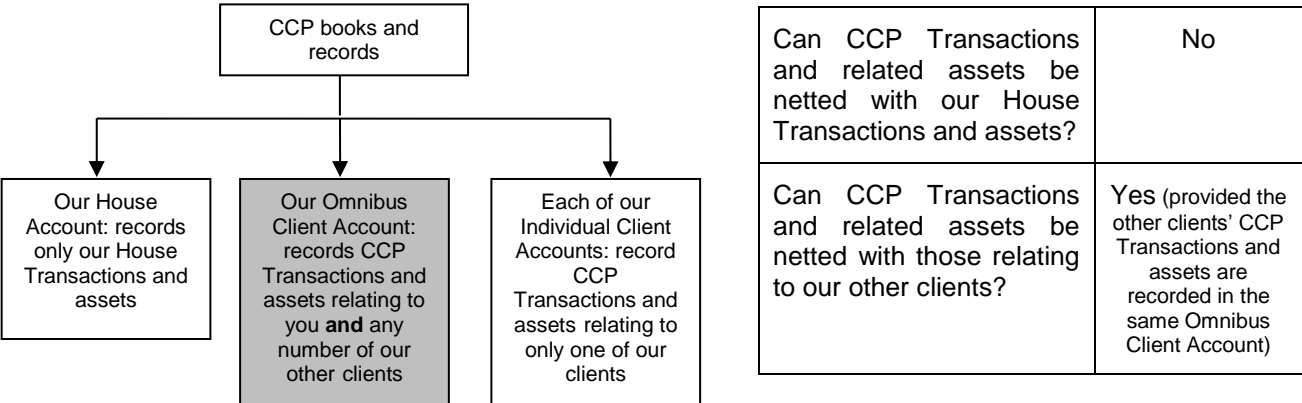 CCP books and
records
Our House
Account: records
only our House
Transactions and
assets
Our Omnibus
Client Account:
records CCP
Transactions and
assets relating to
you and any
number of our
other clients
Each of our
Individual Client
Accounts: record
CCP
Transactions and
assets relating to
only one of our
clients
Can CCP Transactions
and related assets be
netted with our House
Transactions and assets?
No
Can CCP Transactions
and related assets be
netted with those relating
to our other clients?
Yes (provided the
other clients’ CCP
Transactions and
assets are
recorded in the
same Omnibus
Client Account)